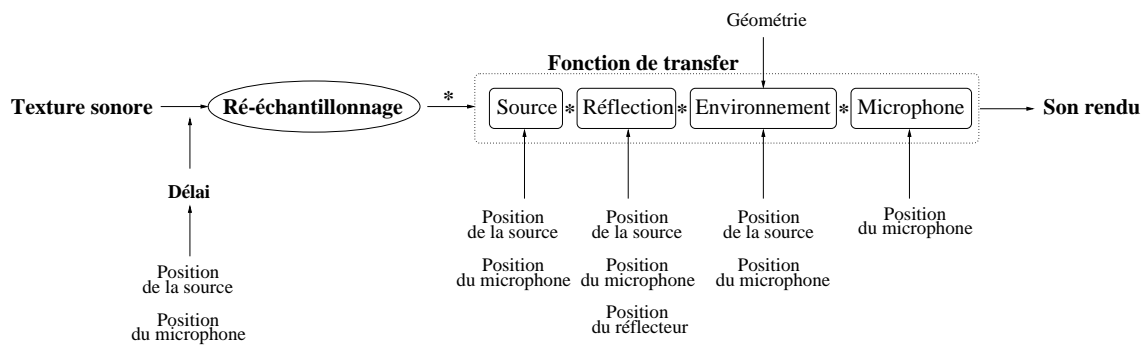 Géométrie
Fonction de transfer
Texture sonore
Ré-échantillonnage
*
Source * Réflection * Environnement * Microphone
Son rendu
Délai
Position
de la source
Position
du microphone
Position
de la source
Position
du microphone
Position
de la source
Position
du microphone
Position
du réflecteur
Position
de la source
Position
du microphone
Position
du microphone